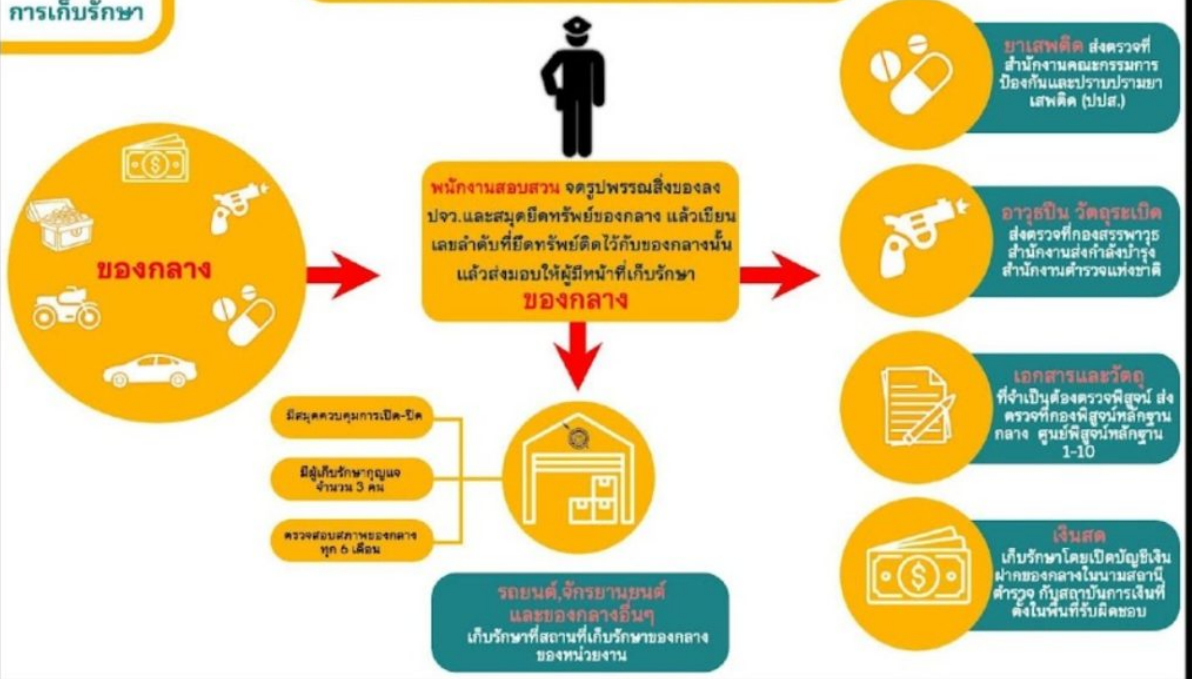 การเก็บรักษา
ของกลาง
พนักงานสอบสวน จดรูปพรรณสิ่งของลง
ปจว.และสมุดยึดทรัพย์ของกลาง แล้วเขียน
เลขลำดับที่ยึดทรัพย์ติดไว้กับของกลางนั้น
แล้วส่งมอบให้ผู้มีหน้าที่เก็บรักษา
ของกลาง
มีสมุดควบคุมการเปิด-ปิด
มีผู้เก็บรักษากุญแจ
จำนวน 3 คน
ตรวจสอบสภาพของกลาง
ทุก 6 เดือน
รถยนต์,จักรยานยนต์
และของกลางอื่นๆ
เก็บรักษาที่สถานที่เก็บรักษาของกลาง
ของหน่วยงาน
ยาเสพติด ส่งตรวจที่
สำนักงานคณะกรรมการ
ป้องกันและปราบปรามยา
เสพติด (ปปส.)
อาวุธปืน วัตถุระเบิด
ส่งตรวจที่กองสรรพาวุธ
สำนักงานส่งกำลังบำรุง
สำนักงานตำรวจแห่งชาติ
เอกสารและวัตถุ
ที่จำเป็นต้องตรวจพิสูจน์ ส่ง
ตรวจที่กองพิสูจน์หลักฐาน
กลาง ศูนย์พิสูจน์หลักฐาน
1-10
เงินสด
เก็บรักษาโดยเปิดบัญชีเงิน
ฝากของกลางในนามสถานี
ตำรวจ กับสถาบันการเงินที่
ตั้งในพื้นที่รับผิดชอบ